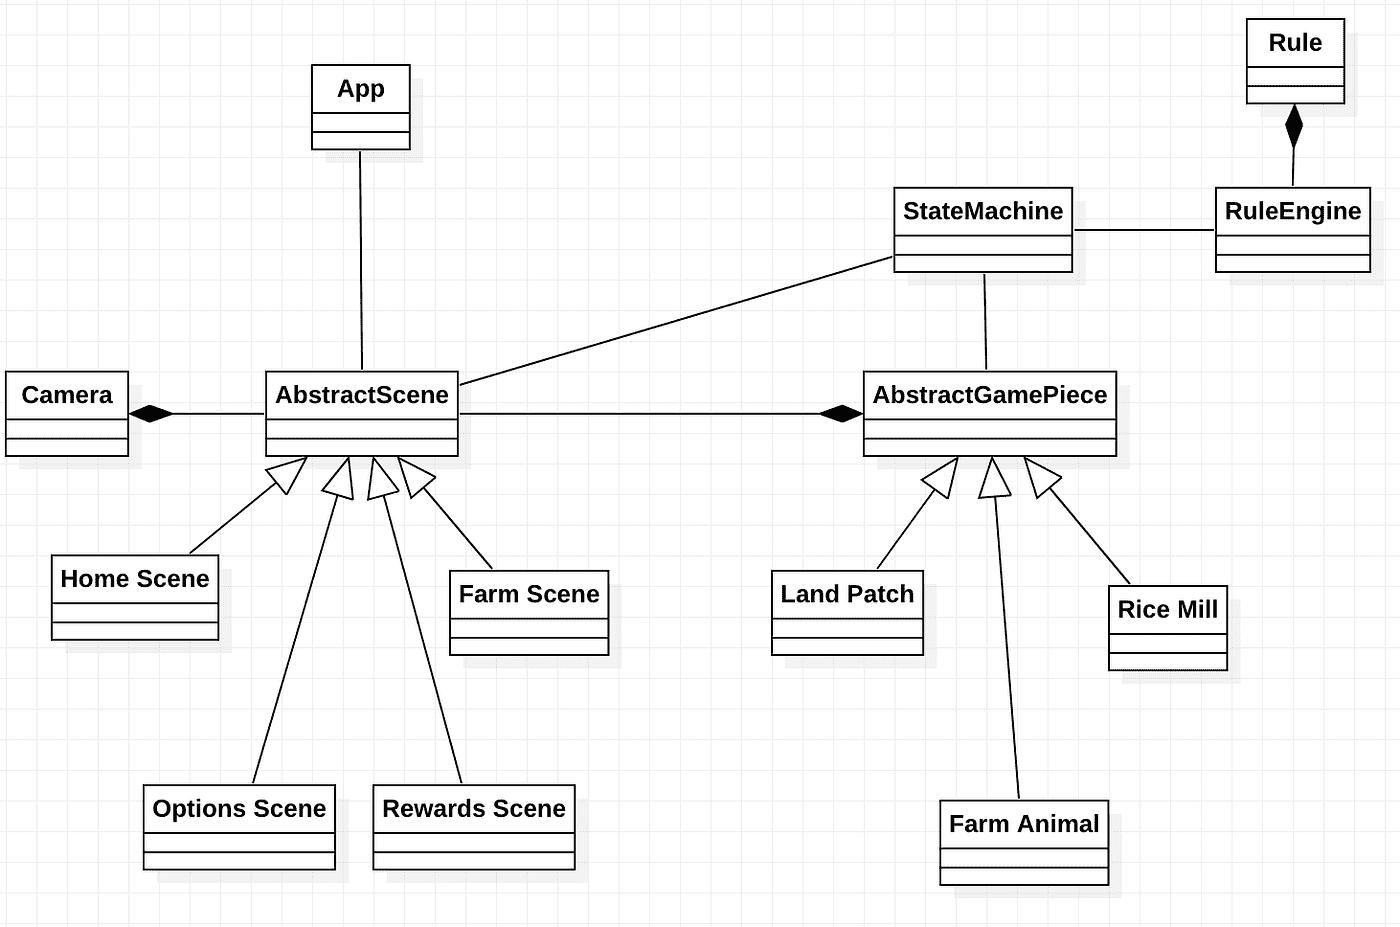 Rule
App
StateMachine
RuleEngine
Camera
AbstractScene
AbstractGamePiece
Home Scene
Farm Scene
Land Patch
Rice Mill
Options Scene
Rewards Scene
Farm Animal